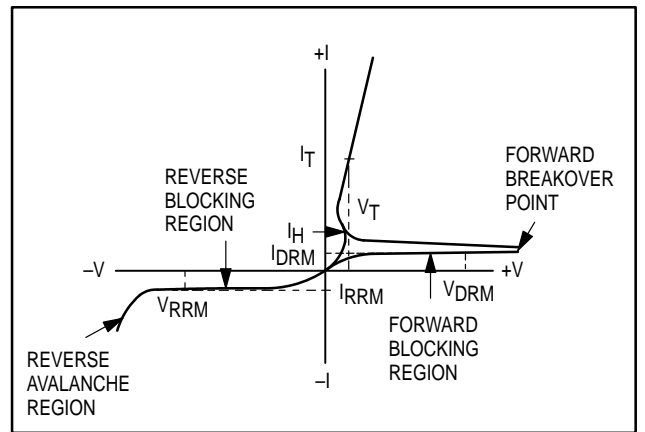 +I
I_T
REVERSE
BLOCKING
REGION
FORWARD
BREAKOVER
POINT
V_T
I_H
I_DRM
–V
+V
V_RRM
I_RRM
V_DRM
FORWARD
BLOCKING
REGION
REVERSE
AVALANCHE
REGION
–I